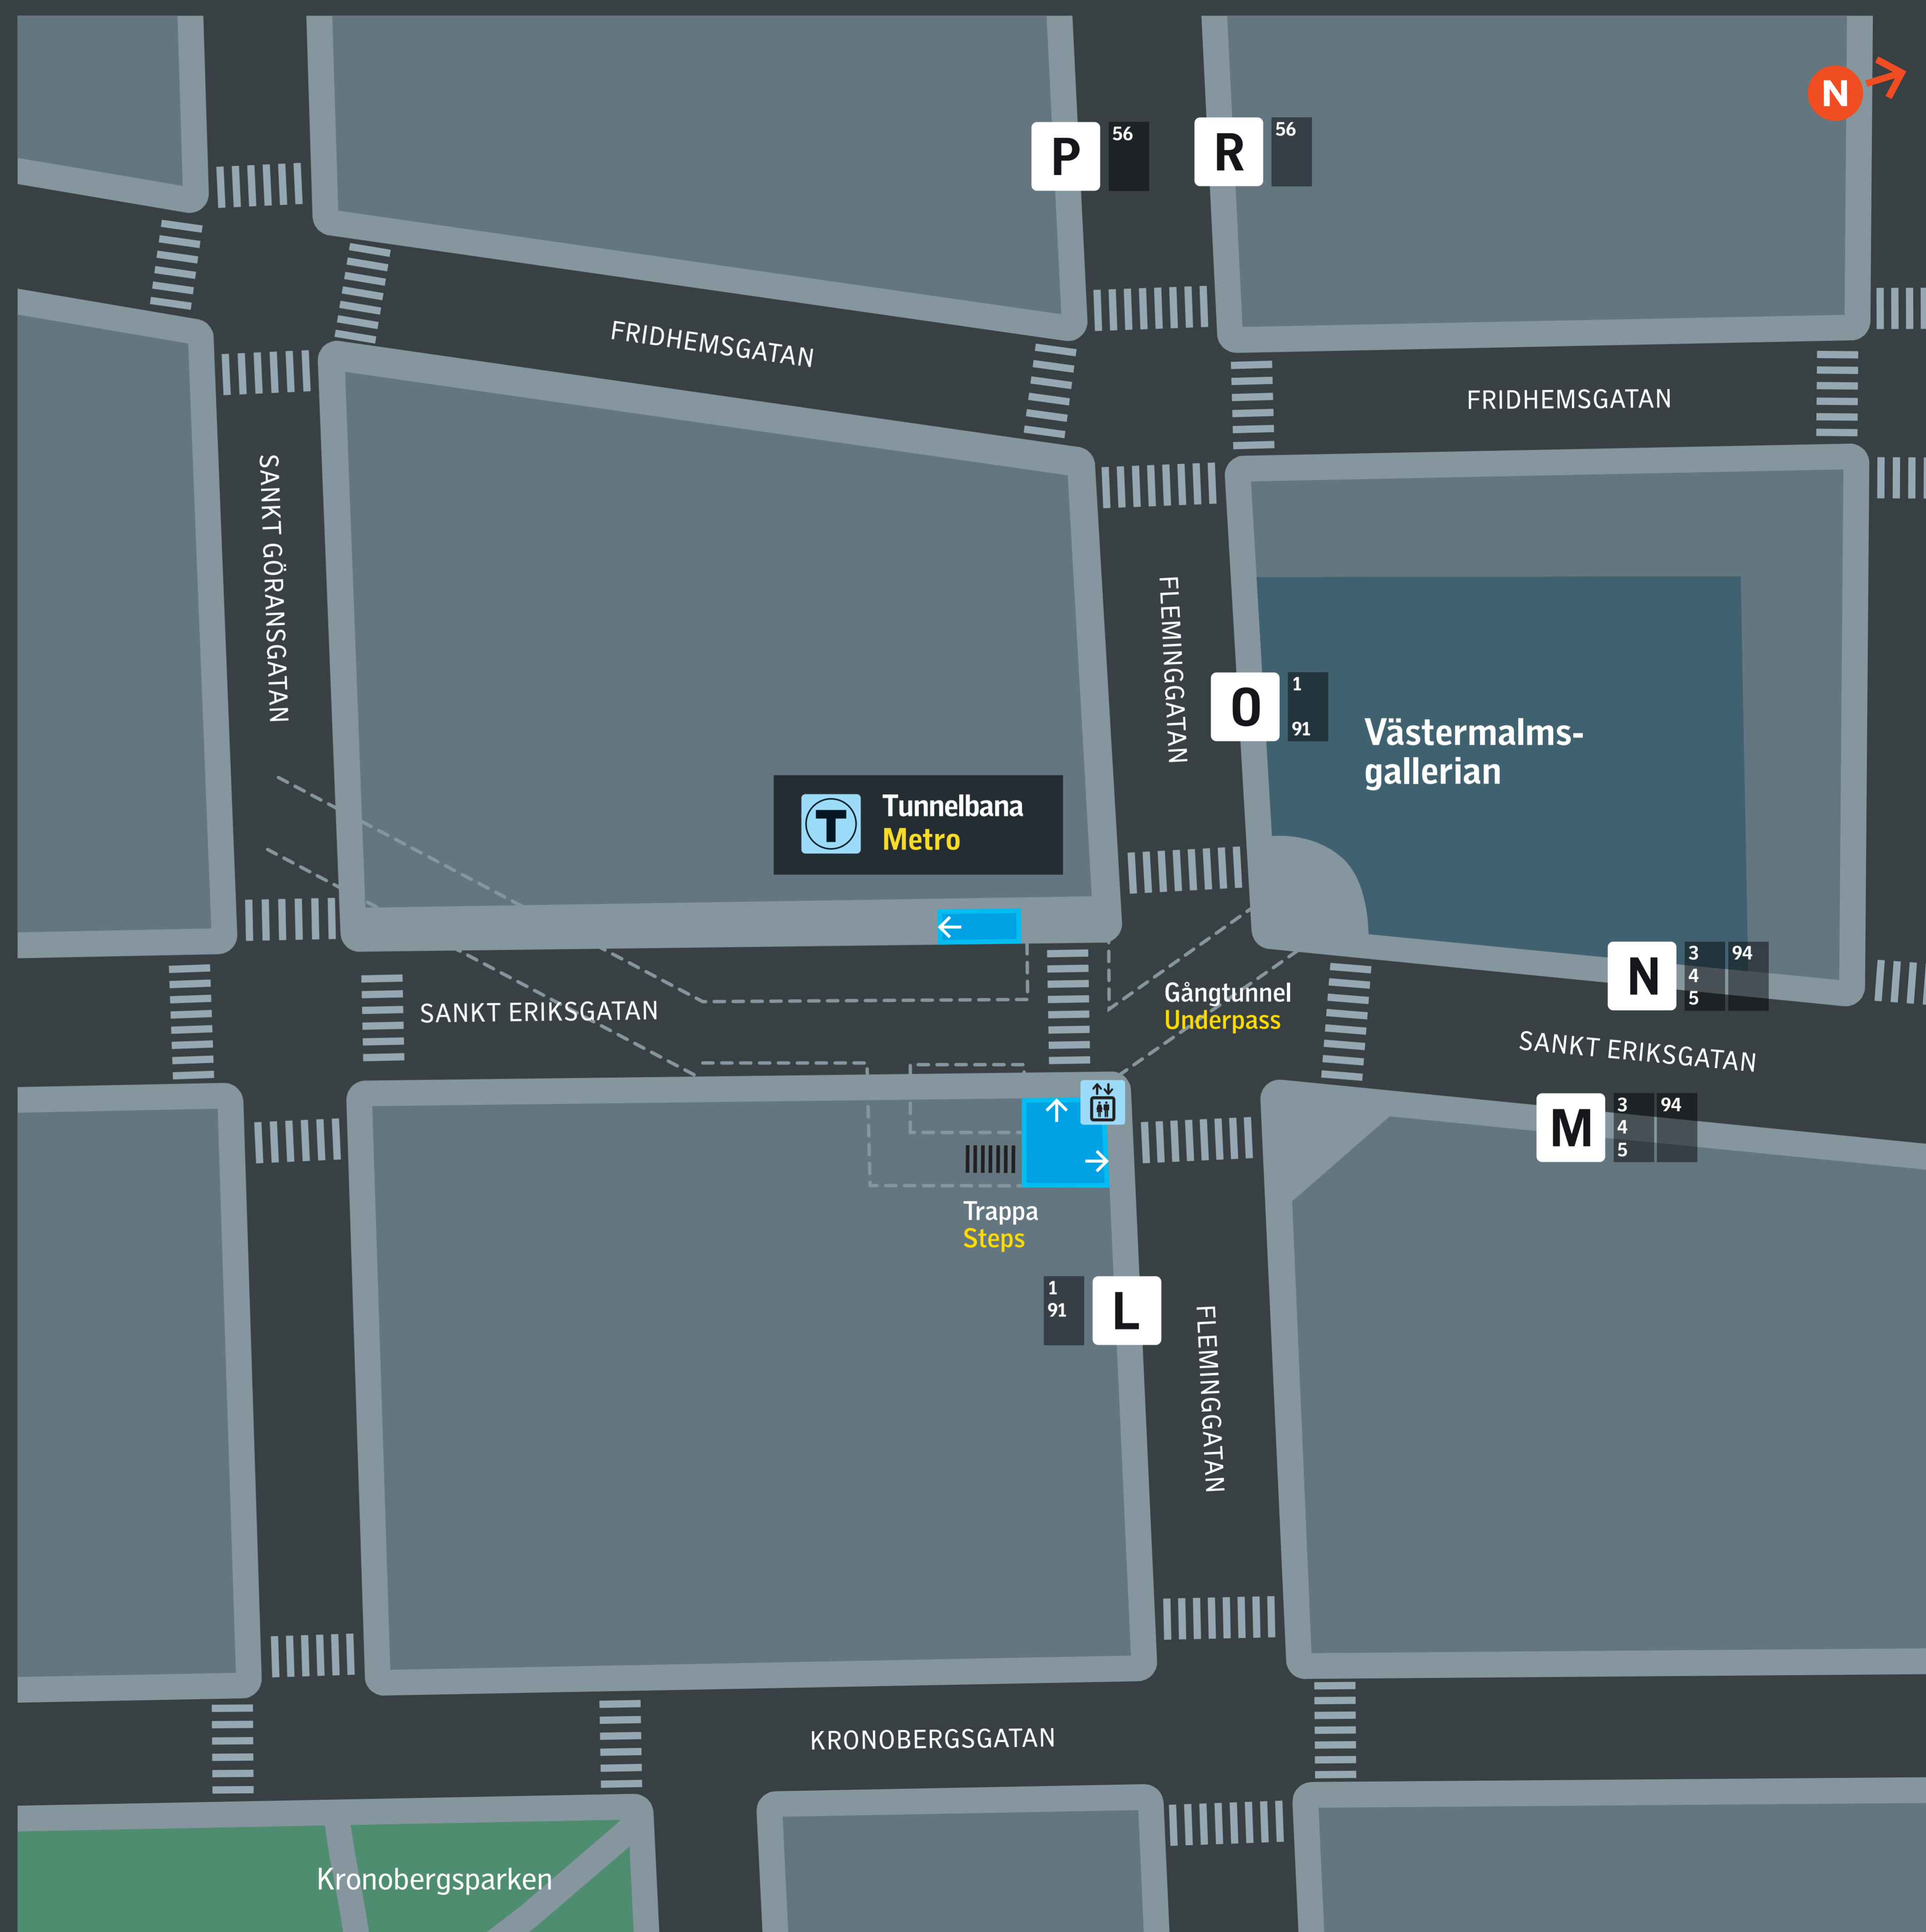 N
P
56
R
56
FRIDHEMSGATAN
FRIDHEMSGATAN
SANKT GÖRANSGATAN
FLEMINGGATAN
O
1
91
Västermalms-
gallerian
T
Tunnelbana
Metro
N
3 94
4
5
Gångtunnel
Underpass
SANKT ERIKSGATAN
SANKT ERIKSGATAN
M
3 94
4
5
Trappa
Steps
1
91
L
FLEMINGGATAN
KRONOBERGSGATAN
Kronobergsparken